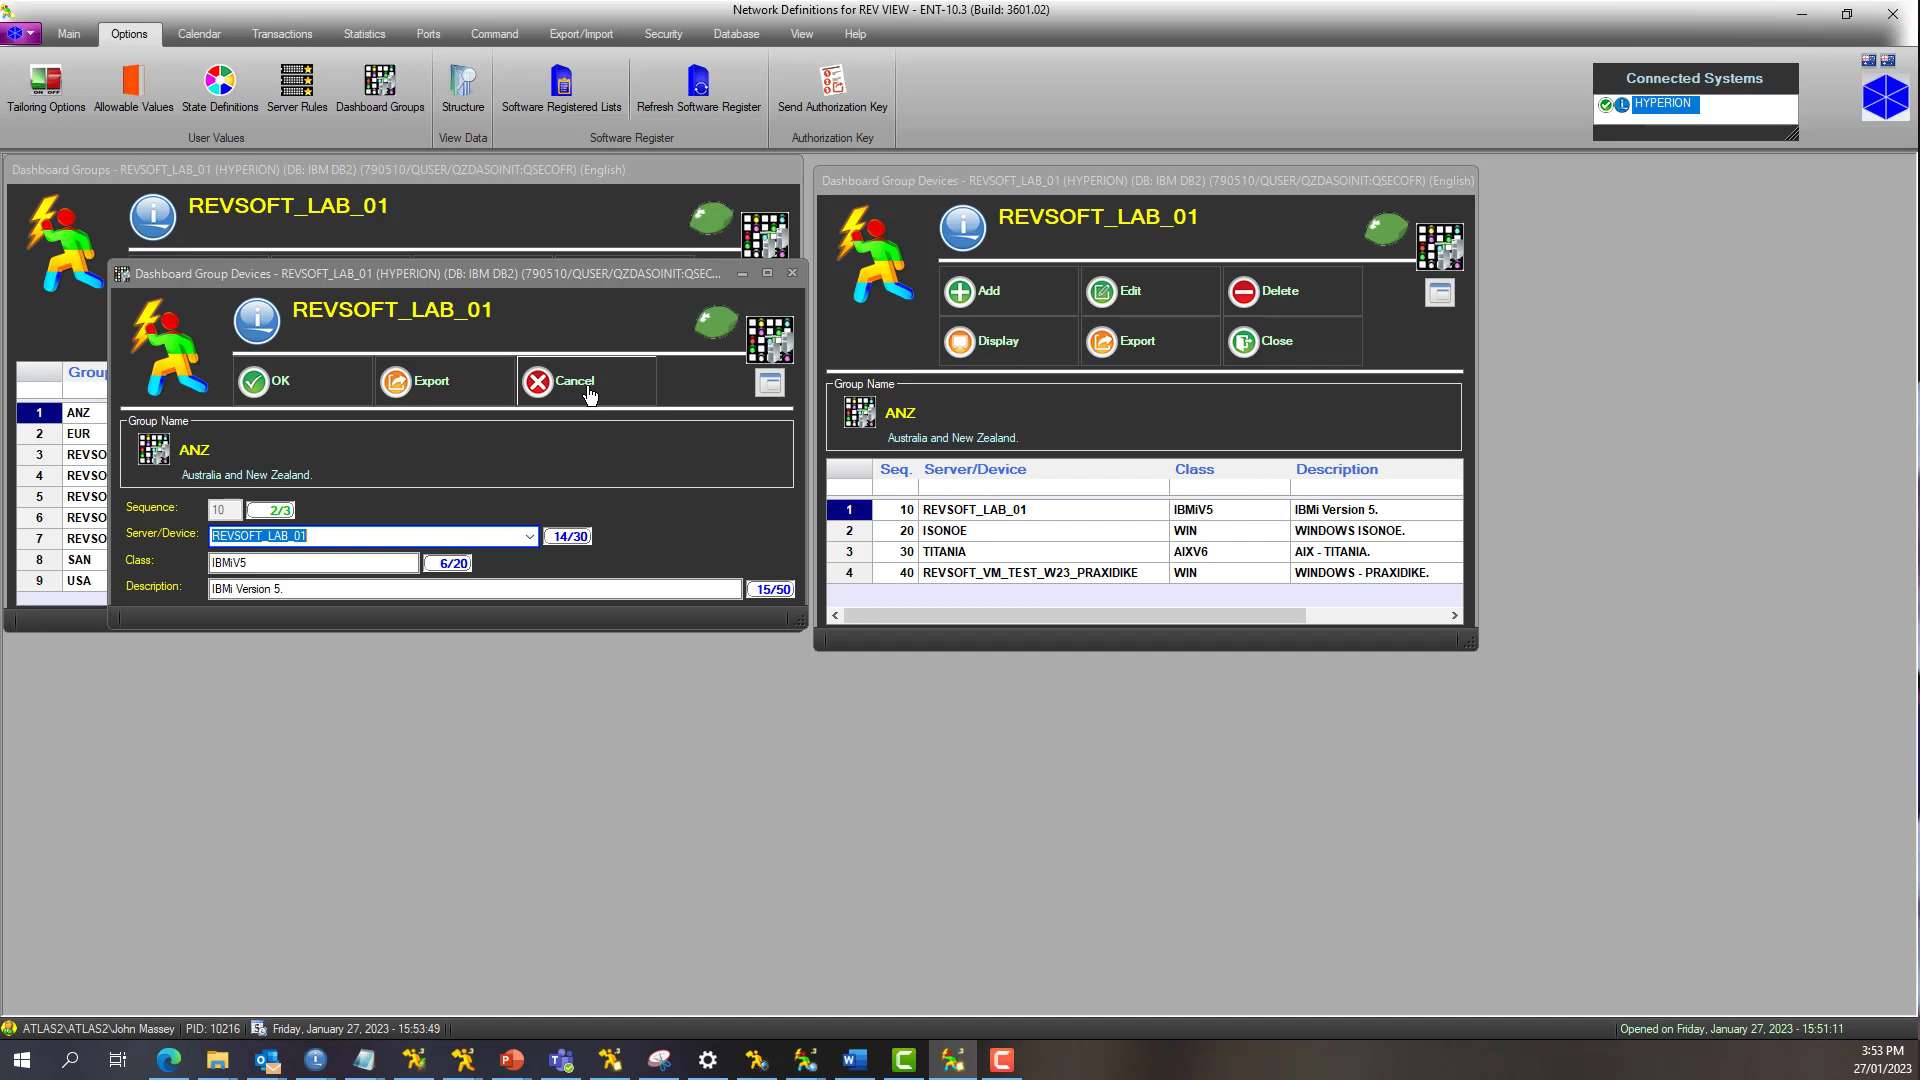 Network Definitions for REV VIEW - ENT-10.3 (Build: 3601.02)
Main Options Calendar Transactions Statistics Ports Command Export/Import Security Database View Help
Tailoring Options Allowable Values State Definitions Server Rules Dashboard Groups Structure Software Registered Lists Refresh Software Register Send Authorization Key
User Values View Data Software Register Authorization Key
Connected Systems
HYPERION
Dashboard Groups - REVSOFT_LAB_01 (HYPERION) (DB: IBM DB2) (790510/QUSER/QZDASOINIT:QSECOFR) (English)
REVSOFT_LAB_01
Group
1 ANZ
2 EUR
3 REVSO
4 REVSO
5 REVSO
6 REVSO
7 REVSO
8 SAN
9 USA
Dashboard Group Devices - REVSOFT_LAB_01 (HYPERION) (DB: IBM DB2) (790510/QUSER/QZDASOINIT:QSEC...
REVSOFT_LAB_01
OK Export Cancel
Group Name
ANZ
Australia and New Zealand.
Sequence: 10 2/3
Server/Device: REVSOFT_LAB_01 14/30
Class: IBMiV5 6/20
Description: IBMi Version 5. 15/50
Dashboard Group Devices - REVSOFT_LAB_01 (HYPERION) (DB: IBM DB2) (790510/QUSER/QZDASOINIT:QSECOFR) (English)
REVSOFT_LAB_01
Add Edit Delete
Display Export Close
Group Name
ANZ
Australia and New Zealand.
Seq. Server/Device Class Description
1 10 REVSOFT_LAB_01 IBMiV5 IBMi Version 5.
2 20 ISONOE WIN WINDOWS ISONOE.
3 30 TITANIA AIXV6 AIX - TITANIA.
4 40 REVSOFT_VM_TEST_W23_PRAXIDIKE WIN WINDOWS - PRAXIDIKE.
ATLAS2\ATLAS2\John Massey PID: 10216 Friday, January 27, 2023 - 15:53:49
Opened on Friday, January 27, 2023 - 15:51:11
3:53 PM
27/01/2023